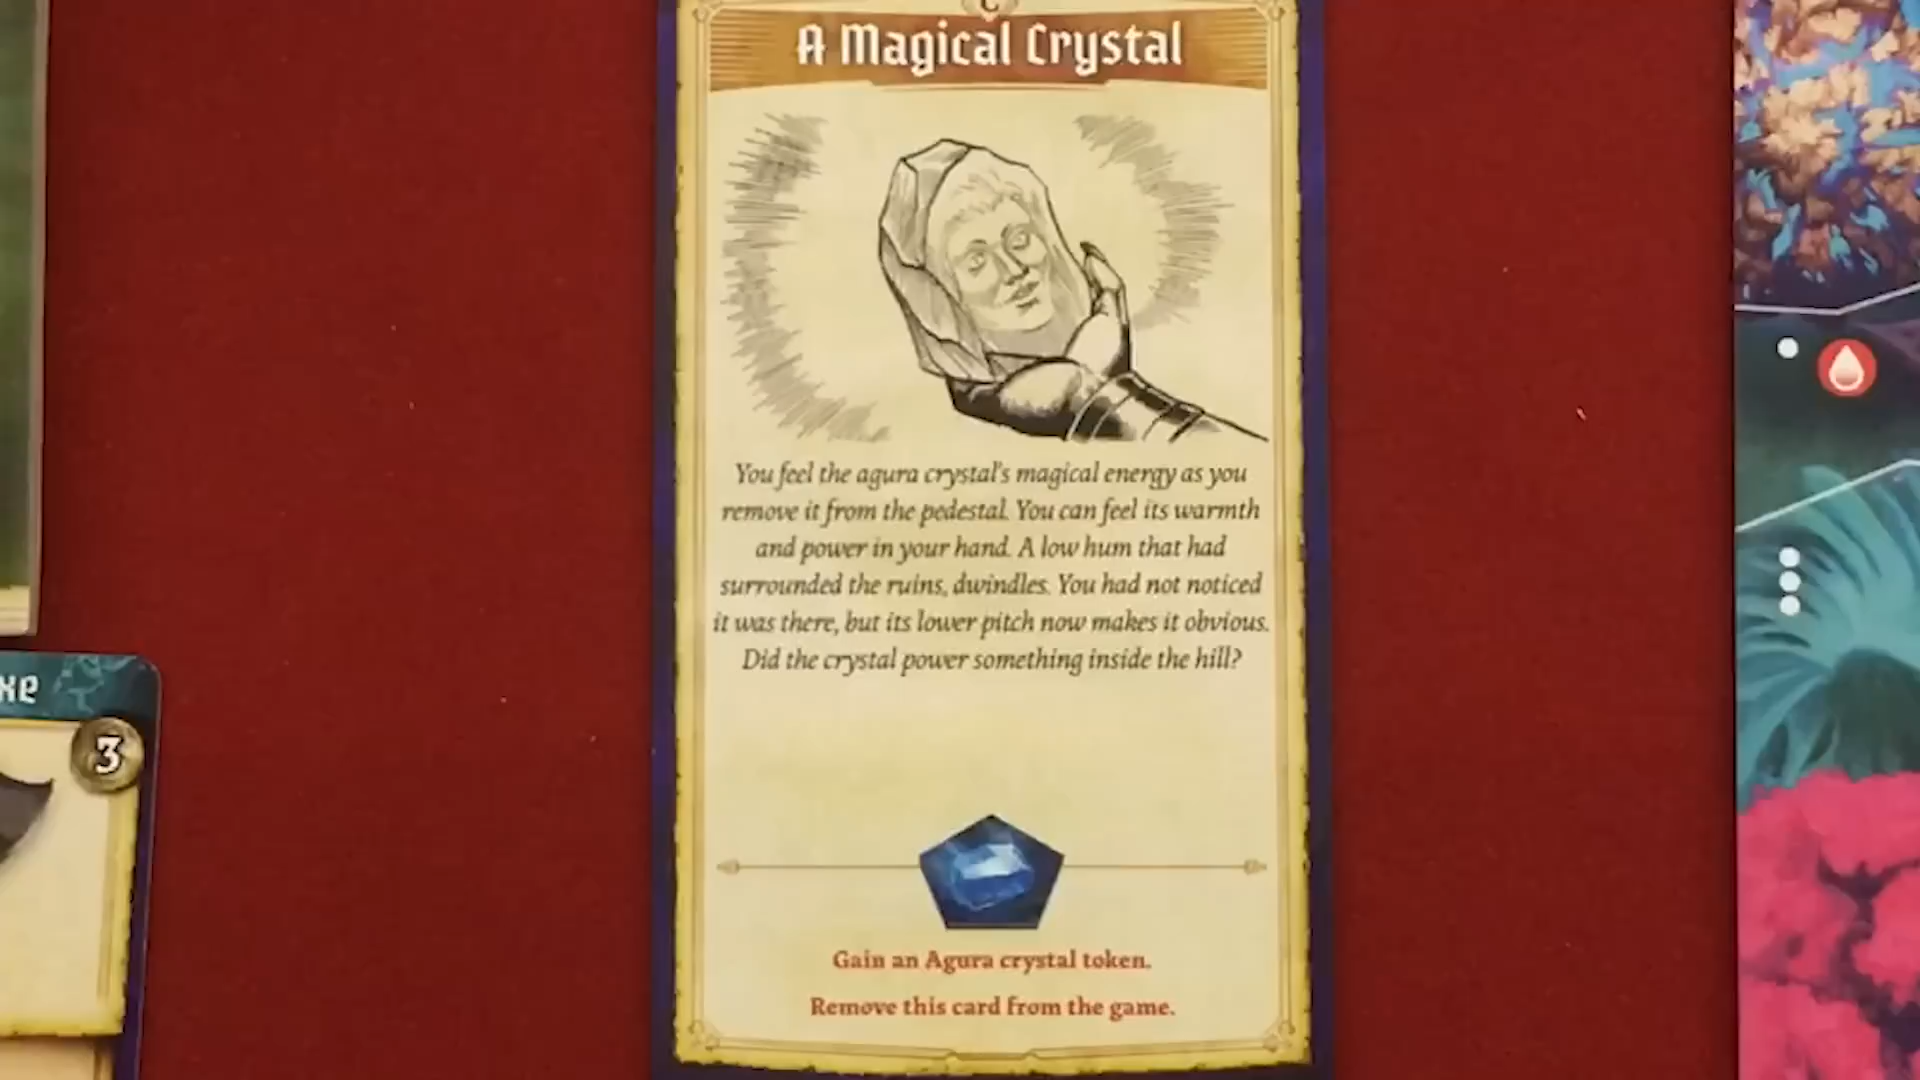 C
A Magical Crystal
You feel the agura crystal's magical energy as you
remove it from the pedestal. You can feel its warmth
and power in your hand. A low hum that had
surrounded the ruins, dwindles. You had not noticed
it was there, but its lower pitch now makes it obvious.
Did the crystal power something inside the hill?
Gain an Agura crystal token.
Remove this card from the game.
3